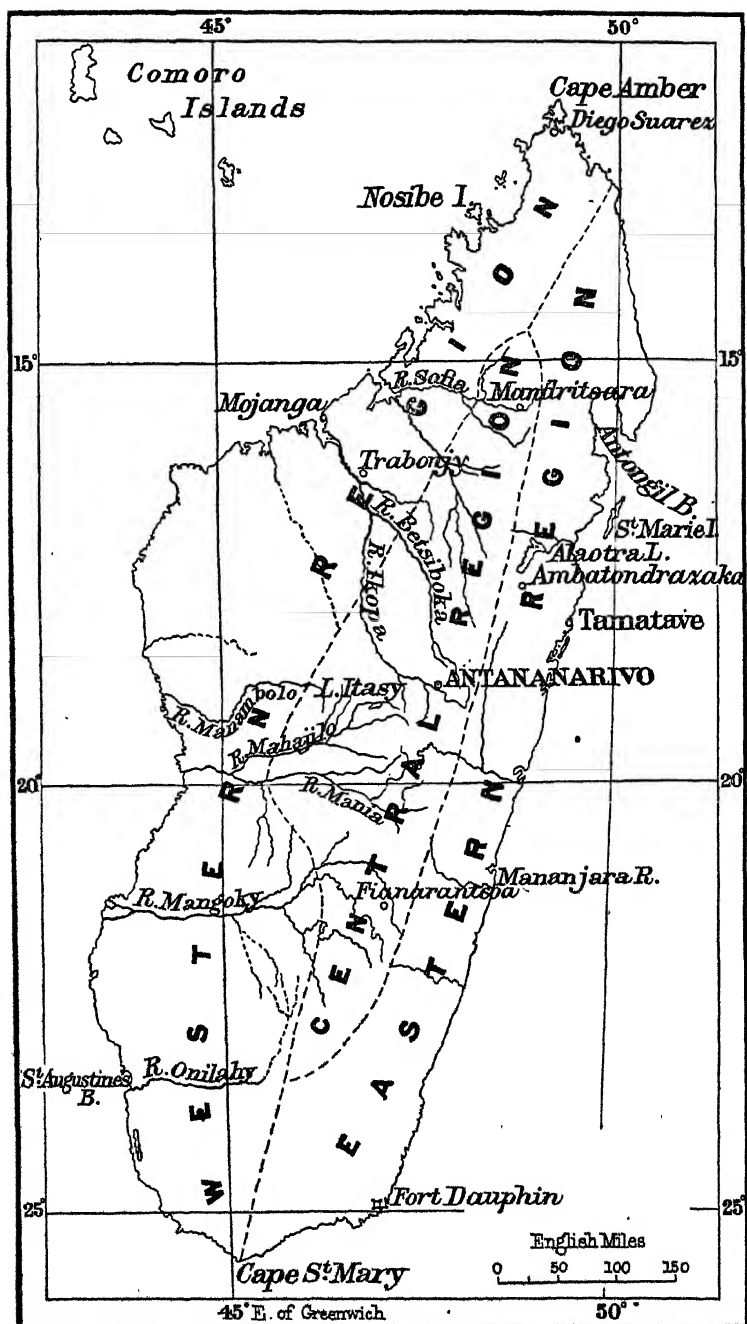 45° 50°
Comoro
Islands
Cape Amber
Diego Suarez
Nosibe I.
15° 15°
R. Sofia
Mandritsara
Mojanga
Antongil B.
Trabonjy
R. Betsiboka
R. Ikopa
St. Marie I.
Alaotra L.
Ambatondrazaka
Tamatave
ANTANANARIVO
L. Itasy
R. Manambolo
R. Mahajilo
20° 20°
R. Mania
Mananjara R.
R. Mangoky
Fianarantsoa
St. Augustine's
B.
R. Onilahy
WESTERN REGION
CENTRAL REGION
EASTERN REGION
25° 25°
Fort Dauphin
English Miles
0 50 100 150
Cape St. Mary
45° E. of Greenwich 50°